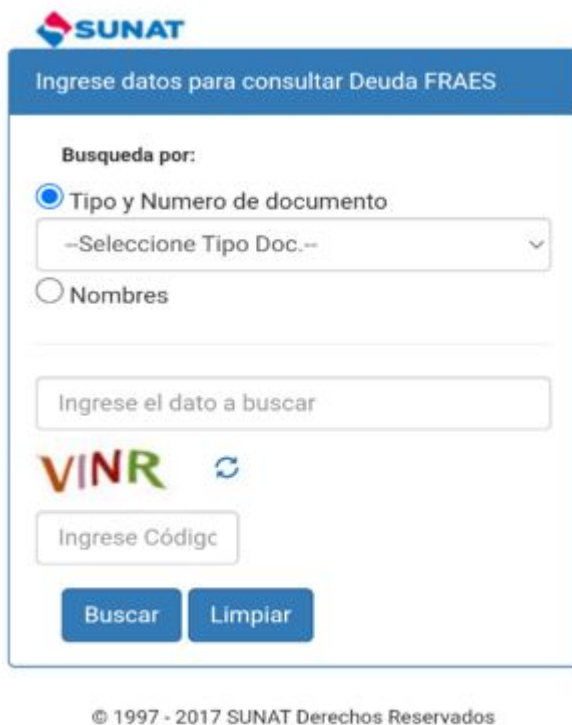 SUNAT
Ingrese datos para consultar Deuda FRAES
Busqueda por:
Tipo y Numero de documento
--Seleccione Tipo Doc.--
Nombres
Ingrese el dato a buscar
VINR
Ingrese Códigc
Buscar Limpiar
© 1997 - 2017 SUNAT Derechos Reservados